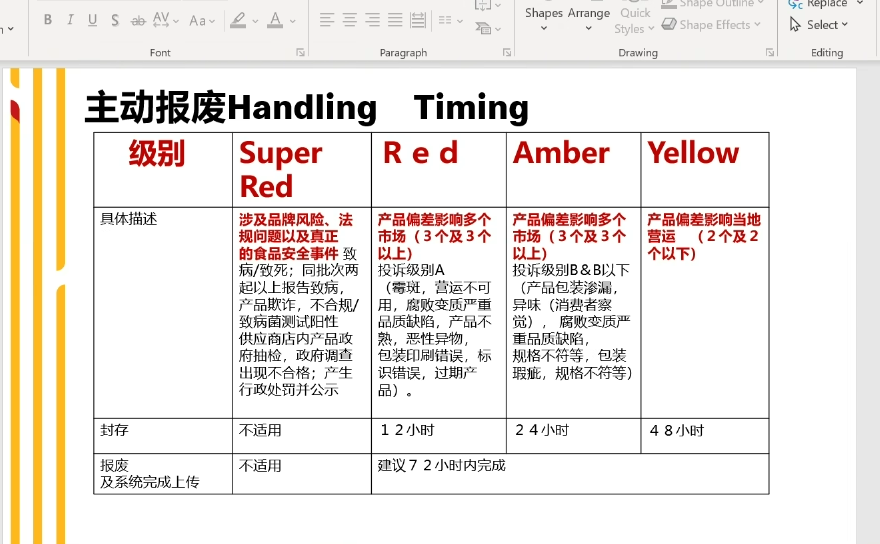 B I U S ab AV Aa A
Font
Paragraph
Shapes Arrange Quick Styles
Shape Outline
Shape Effects
Drawing
Replace
Select
Editing
主动报废Handling Timing
级别
Super
Red
Red
Amber
Yellow
具体描述
涉及品牌风险、法
规问题以及真正
的食品安全事件 致
病/致死；同批次两
起以上报告致病，
产品欺诈，不合规/
致病菌测试阳性
供应商店内产品政
府抽检，政府调查
出现不合格；产生
行政处罚并公示
产品偏差影响多个
市场（３个及３个
以上）
投诉级别A
（霉斑，营运不可
用，腐败变质严重
品质缺陷，产品不
熟，恶性异物，
包装印刷错误，标
识错误，过期产
品）。
产品偏差影响多个
市场（３个及３个
以上）
投诉级别B＆B以下
（产品包装渗漏，
异味（消费者察
觉），腐败变质严
重品质缺陷，
规格不符等，包装
瑕疵，规格不符等）
产品偏差影响当地
营运 （２个及２
个以下）
封存
不适用
１２小时
２４小时
４８小时
报废
及系统完成上传
不适用
建议７２小时内完成